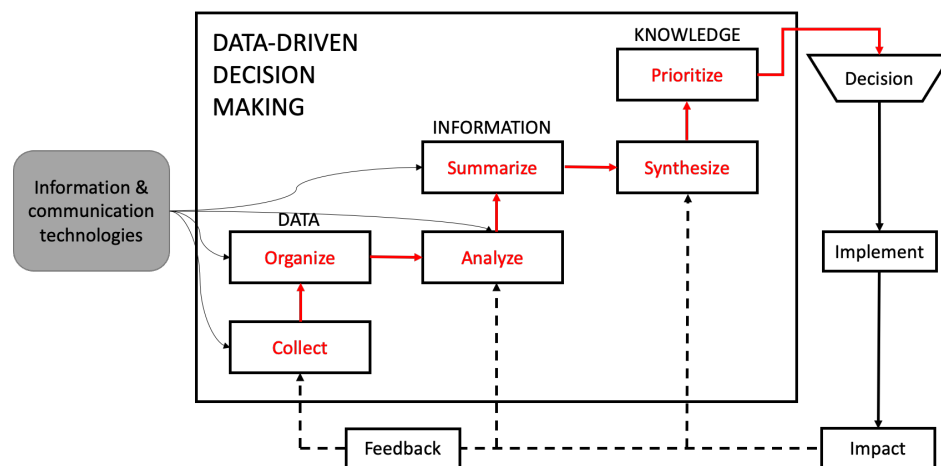 DATA-DRIVEN
DECISION
MAKING
KNOWLEDGE
Prioritize
Decision
INFORMATION
Summarize
Synthesize
Information &
communication
technologies
DATA
Organize
Analyze
Implement
Collect
Feedback
Impact